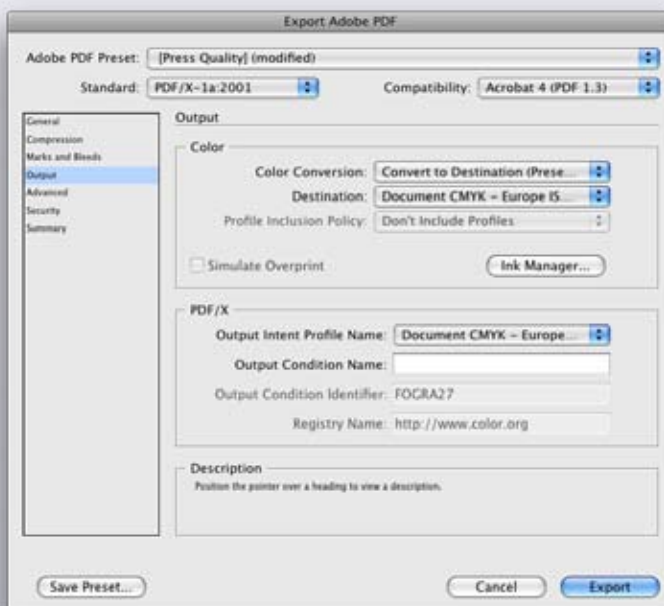 Export Adobe PDF
Adobe PDF Preset: [Press Quality] (modified)
Standard: PDF/X-1a:2001 Compatibility: Acrobat 4 (PDF 1.3)
General
Compression
Marks and Bleeds
Output
Advanced
Security
Summary
Output
Color
Color Conversion: Convert to Destination (Prese...
Destination: Document CMYK - Europe IS...
Profile Inclusion Policy: Don't Include Profiles
Simulate Overprint Ink Manager...
PDF/X
Output Intent Profile Name: Document CMYK - Europe...
Output Condition Name:
Output Condition Identifier: FOGRA27
Registry Name: http://www.color.org
Description
Position the pointer over a heading to view a description.
Save Preset... Cancel Export